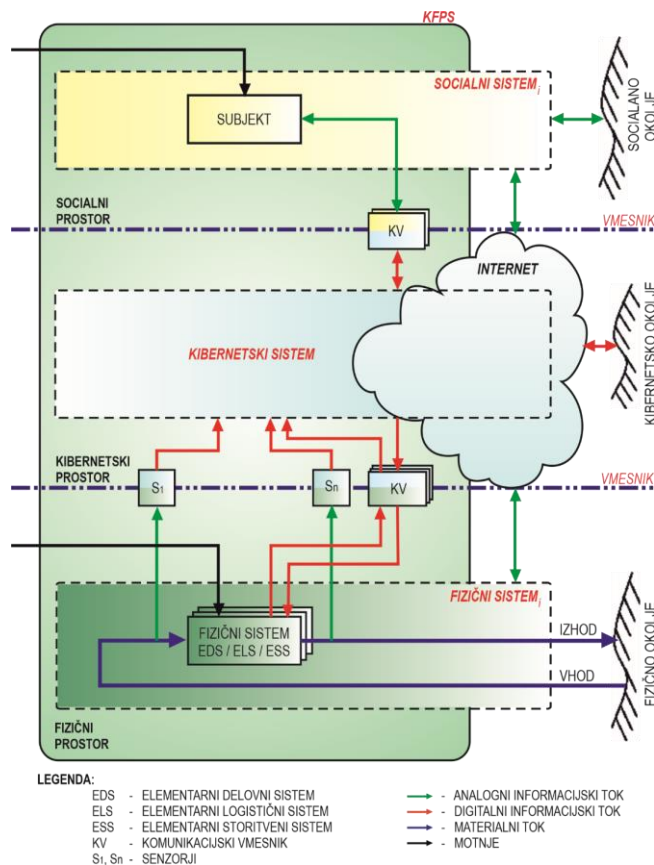 KFPS
SOCIALNI SISTEM i
SUBJEKT
SOCIALANO
OKOLJE
SOCIALNI
PROSTOR
KV
VMESNIK
INTERNET
KIBERNETSKI SISTEM
KIBERNETSKO OKOLJE
KIBERNETSKI
PROSTOR
S1
Sn
KV
VMESNIK
FIZIČNI SISTEM i
FIZIČNI SISTEM
EDS / ELS / ESS
IZHOD
VHOD
FIZIČNO OKOLJE
FIZIČNI
PROSTOR
LEGENDA:
EDS - ELEMENTARNI DELOVNI SISTEM
ELS - ELEMENTARNI LOGISTIČNI SISTEM
ESS - ELEMENTARNI STORITVENI SISTEM
KV - KOMUNIKACIJSKI VMESNIK
S1, Sn - SENZORJI
- ANALOGNI INFORMACIJSKI TOK
- DIGITALNI INFORMACIJSKI TOK
- MATERIALNI TOK
- MOTNJE